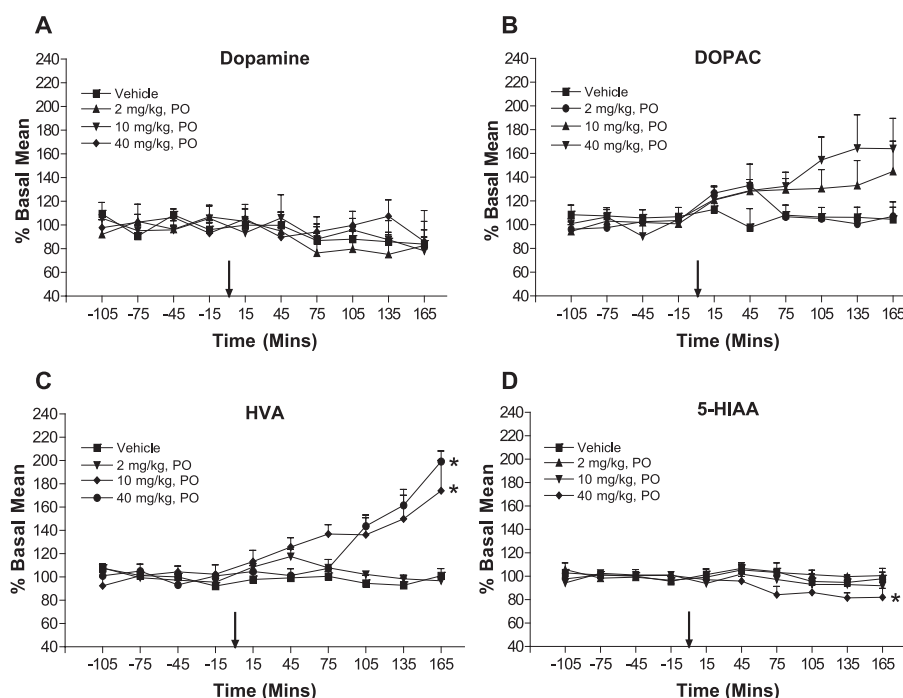 A
Dopamine
% Basal Mean
240
220
200
180
160
140
120
100
80
60
40
Vehicle
2 mg/kg, PO
10 mg/kg, PO
40 mg/kg, PO
-105 -75 -45 -15 15 45 75 105 135 165
Time (Mins)
B
DOPAC
% Basal Mean
240
220
200
180
160
140
120
100
80
60
40
Vehicle
2 mg/kg, PO
10 mg/kg, PO
40 mg/kg, PO
-105 -75 -45 -15 15 45 75 105 135 165
Time (Mins)
C
HVA
% Basal Mean
240
220
200
180
160
140
120
100
80
60
40
Vehicle
2 mg/kg, PO
10 mg/kg, PO
40 mg/kg, PO
*
*
-105 -75 -45 -15 15 45 75 105 135 165
Time (Mins)
D
5-HIAA
% Basal Mean
240
220
200
180
160
140
120
100
80
60
40
Vehicle
2 mg/kg, PO
10 mg/kg, PO
40 mg/kg, PO
*
-105 -75 -45 -15 15 45 75 105 135 165
Time (Mins)